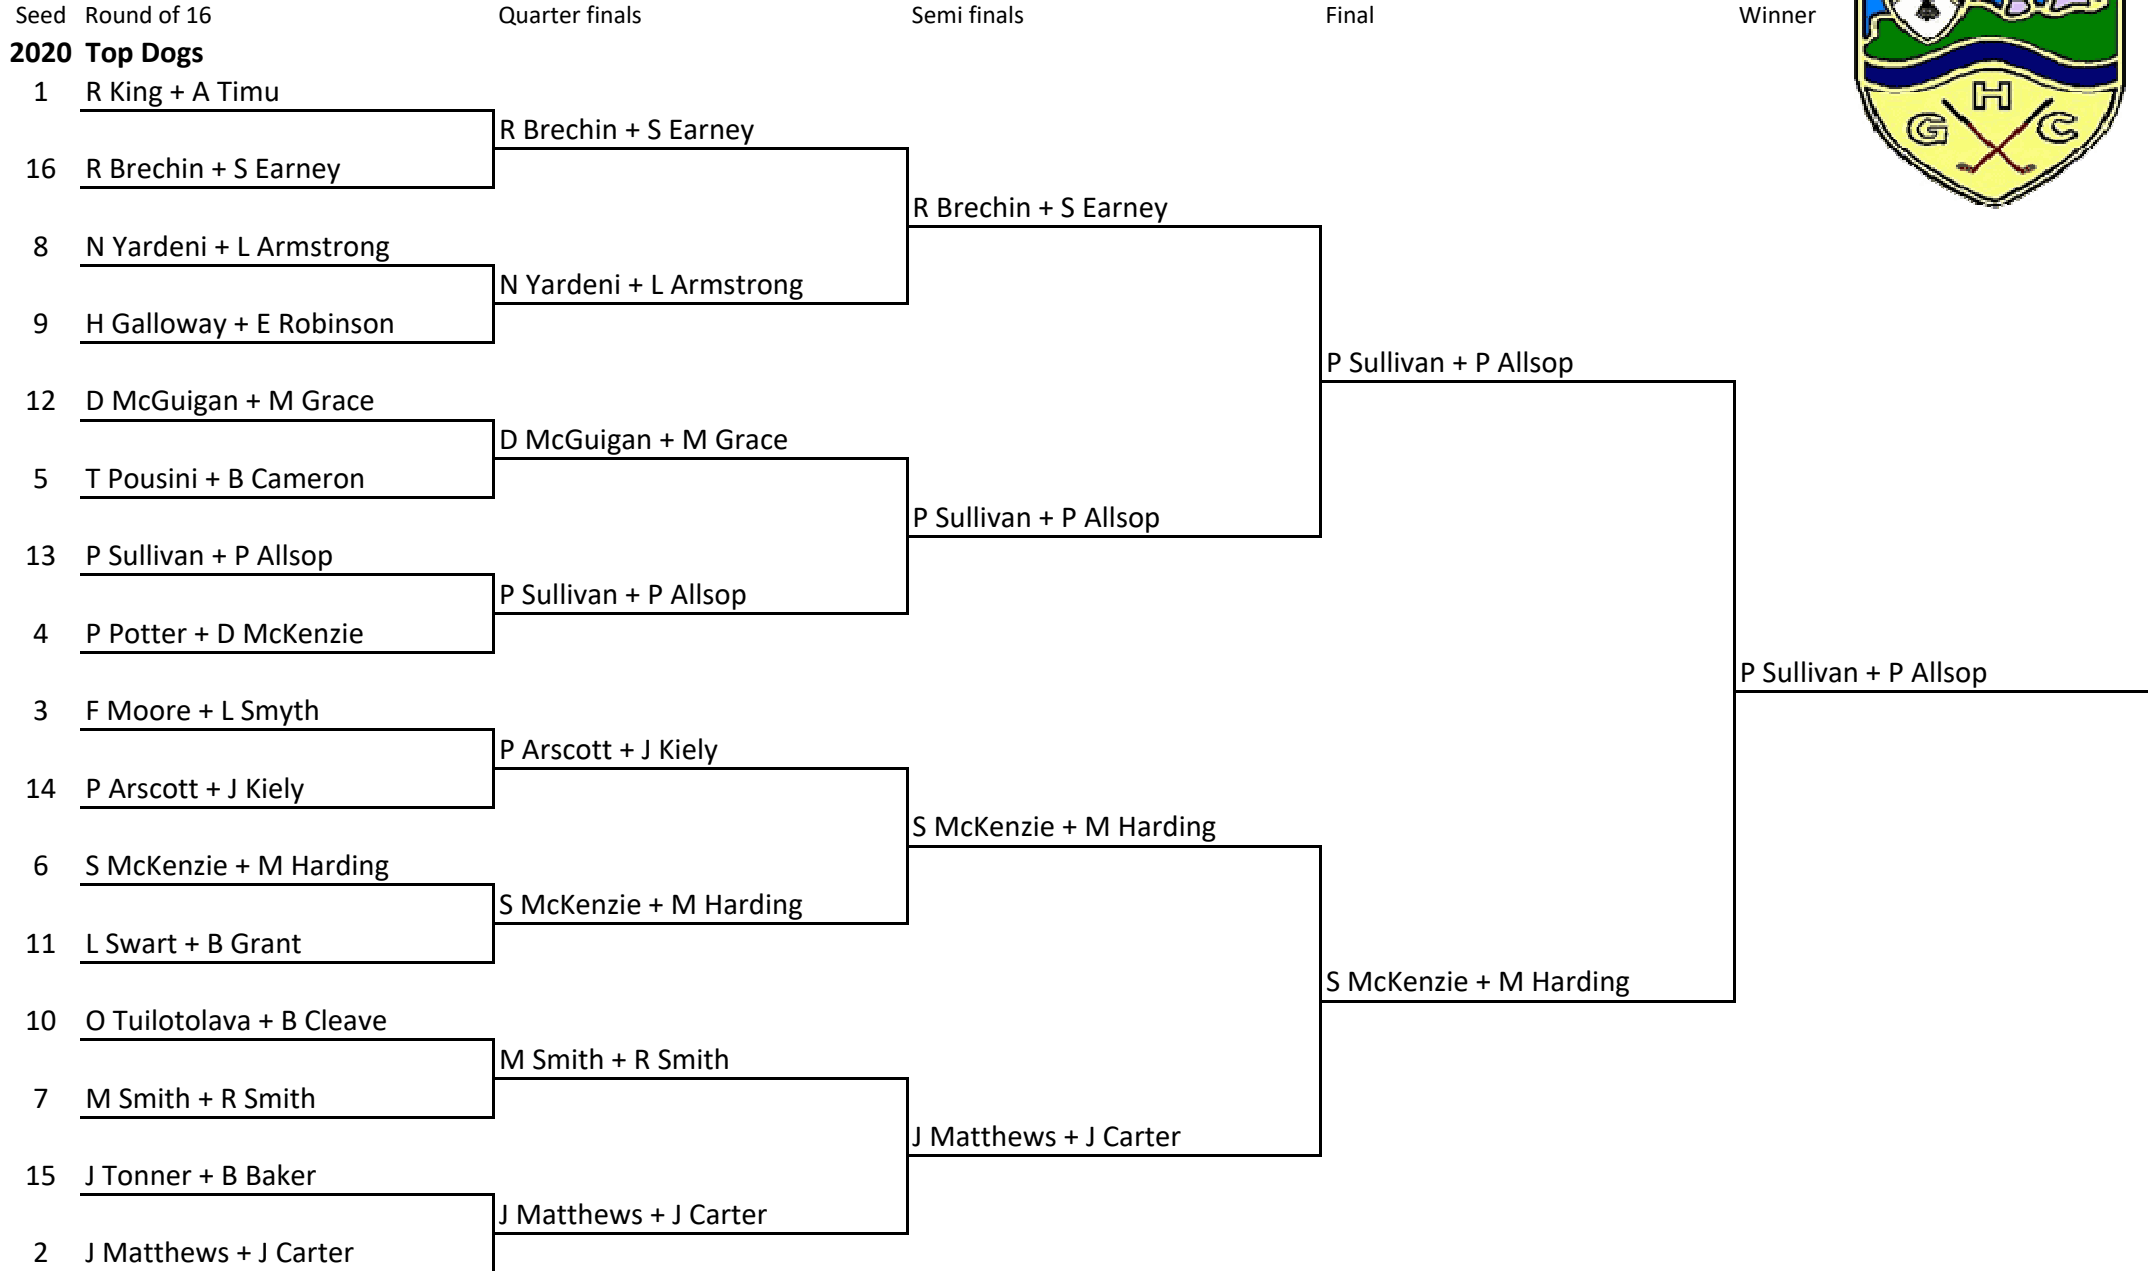 Seed Round of 16 Quarter finals Semi finals Final Winner
2020 Top Dogs
1 R King + A Timu
R Brechin + S Earney
16 R Brechin + S Earney
R Brechin + S Earney
8 N Yardeni + L Armstrong
N Yardeni + L Armstrong
9 H Galloway + E Robinson
P Sullivan + P Allsop
12 D McGuigan + M Grace
D McGuigan + M Grace
5 T Pousini + B Cameron
P Sullivan + P Allsop
13 P Sullivan + P Allsop
P Sullivan + P Allsop
4 P Potter + D McKenzie
P Sullivan + P Allsop
3 F Moore + L Smyth
P Arscott + J Kiely
14 P Arscott + J Kiely
S McKenzie + M Harding
6 S McKenzie + M Harding
S McKenzie + M Harding
11 L Swart + B Grant
S McKenzie + M Harding
10 O Tuilotolava + B Cleave
M Smith + R Smith
7 M Smith + R Smith
J Matthews + J Carter
15 J Tonner + B Baker
J Matthews + J Carter
2 J Matthews + J Carter
H
G C